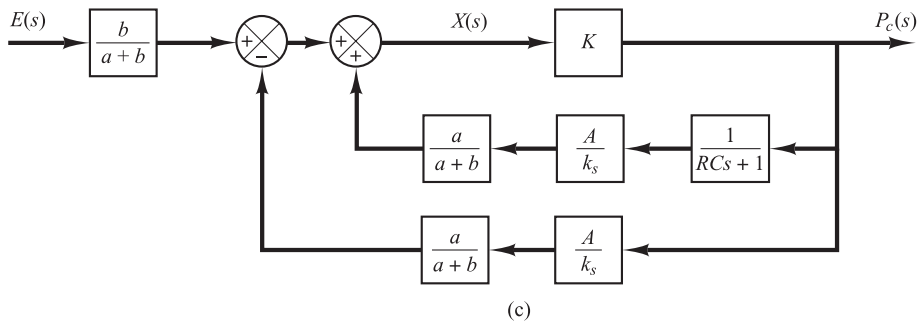 E(s)
b
a + b
+
−
+
+
X(s)
K
P_c(s)
a
a + b
A
k_s
1
RCs + 1
a
a + b
A
k_s
(c)